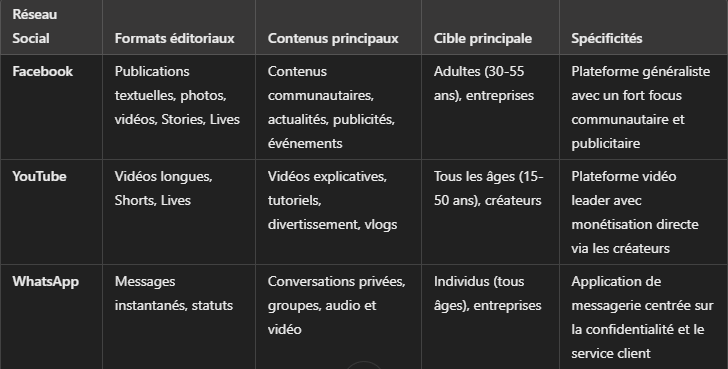 Réseau
Social
Formats éditoriaux
Contenus principaux
Cible principale
Spécificités
Facebook
Publications
textuelles, photos,
vidéos, Stories, Lives
Contenus
communautaires,
actualités, publicités,
événements
Adultes (30-55
ans), entreprises
Plateforme généraliste
avec un fort focus
communautaire et
publicitaire
YouTube
Vidéos longues,
Shorts, Lives
Vidéos explicatives,
tutoriels,
divertissement, vlogs
Tous les âges (15-
50 ans), créateurs
Plateforme vidéo
leader avec
monétisation directe
via les créateurs
WhatsApp
Messages
instantanés, statuts
Conversations privées,
groupes, audio et
vidéo
Individus (tous
âges), entreprises
Application de
messagerie centrée sur
la confidentialité et le
service client